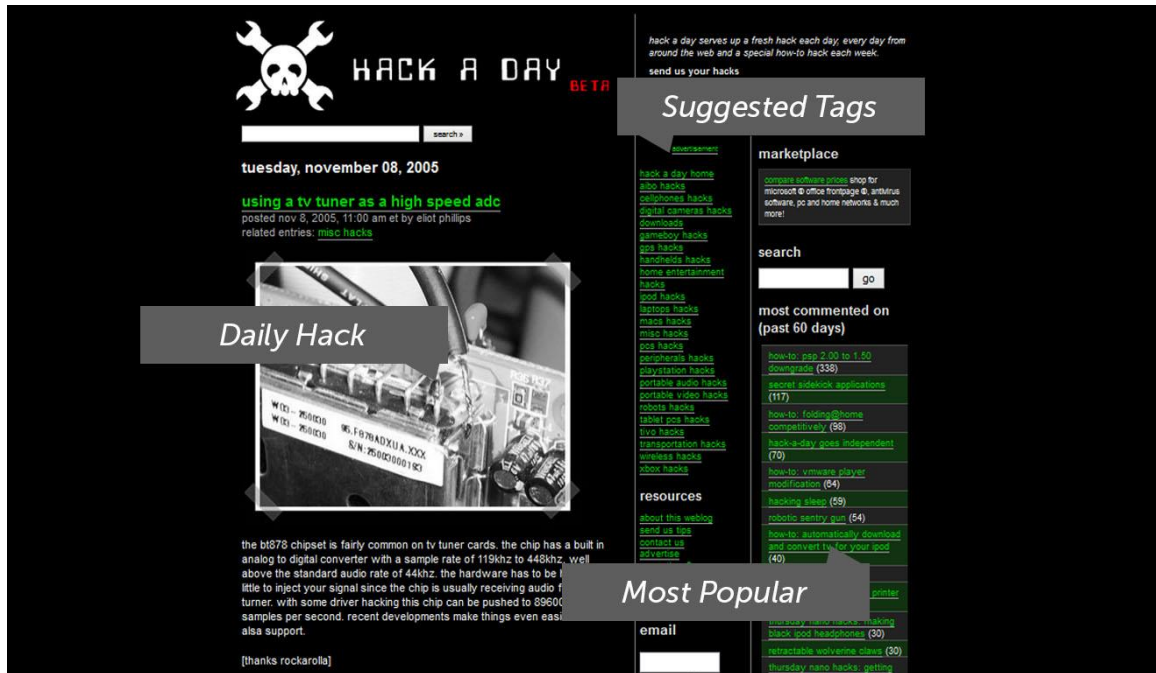 HACK A DAY
BETA
search »
tuesday, november 08, 2005
using a tv tuner as a high speed adc
posted nov 8, 2005, 11:00 am et by eliot phillips
related entries: misc hacks
Daily Hack
W03-250030
W03-250030
S/N:25003000193
the bt878 chipset is fairly common on tv tuner cards. the chip has a built in
analog to digital converter with a sample rate of 119khz to 448khz, well
above the standard audio rate of 44khz. the hardware has to be
little to inject your signal since the chip is usually receiving audio
turner. with some driver hacking this chip can be pushed to 89600
samples per second. recent developments make things even
alsa support.
[thanks rockarolla]
hack a day serves up a fresh hack each day, every day from
around the web and a special how-to hack each week.
send us your hacks
Suggested Tags
advertisement
hack a day home
aibo hacks
cellphones hacks
digital cameras hacks
downloads
gameboy hacks
gps hacks
handhelds hacks
home entertainment
hacks
ipod hacks
laptops hacks
macs hacks
misc hacks
pcs hacks
peripherals hacks
playstation hacks
portable audio hacks
portable video hacks
robots hacks
tablet pcs hacks
tivo hacks
transportation hacks
wireless hacks
xbox hacks
resources
about this weblog
send us tips
contact us
advertise
Most Popular
email
marketplace
compare software prices shop for
microsoft ® office frontpage ®, antivirus
software, pc and home networks & much
more!
search
go
most commented on
(past 60 days)
how-to: psp 2.00 to 1.50
downgrade (338)
secret sidekick applications
(117)
how-to: folding@home
competitively (98)
hack-a-day goes independent
(70)
how-to: vmware player
modification (64)
hacking sleep (59)
robotic sentry gun (54)
how-to: automatically download
and convert tv for your ipod
(40)
printer
thursday nano hacks: making
black ipod headphones (30)
retractable wolverine claws (30)
thursday nano hacks: getting